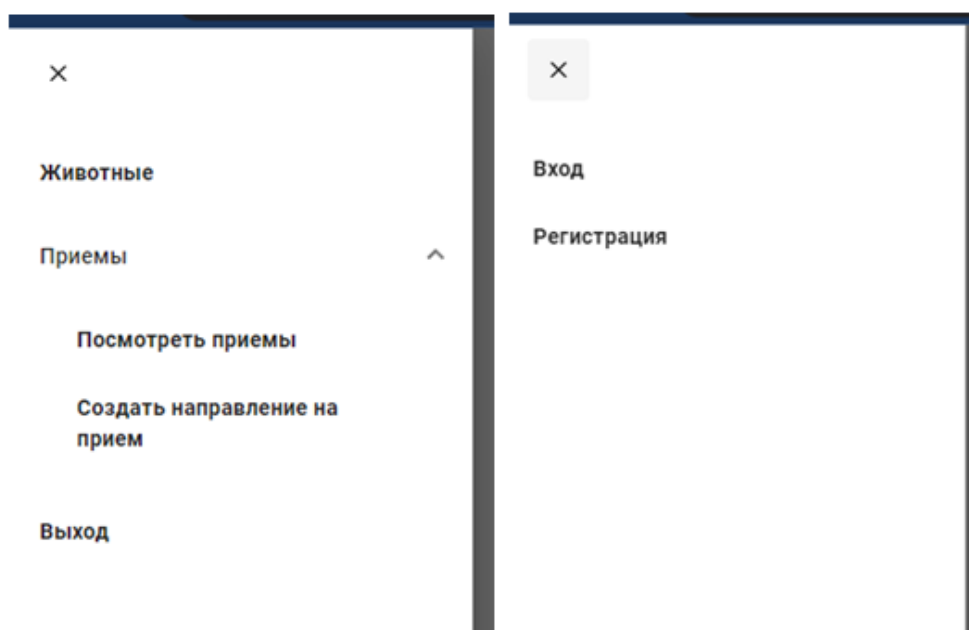 Животные
Приемы
Посмотреть приемы
Создать направление на
прием
Выход
Вход
Регистрация